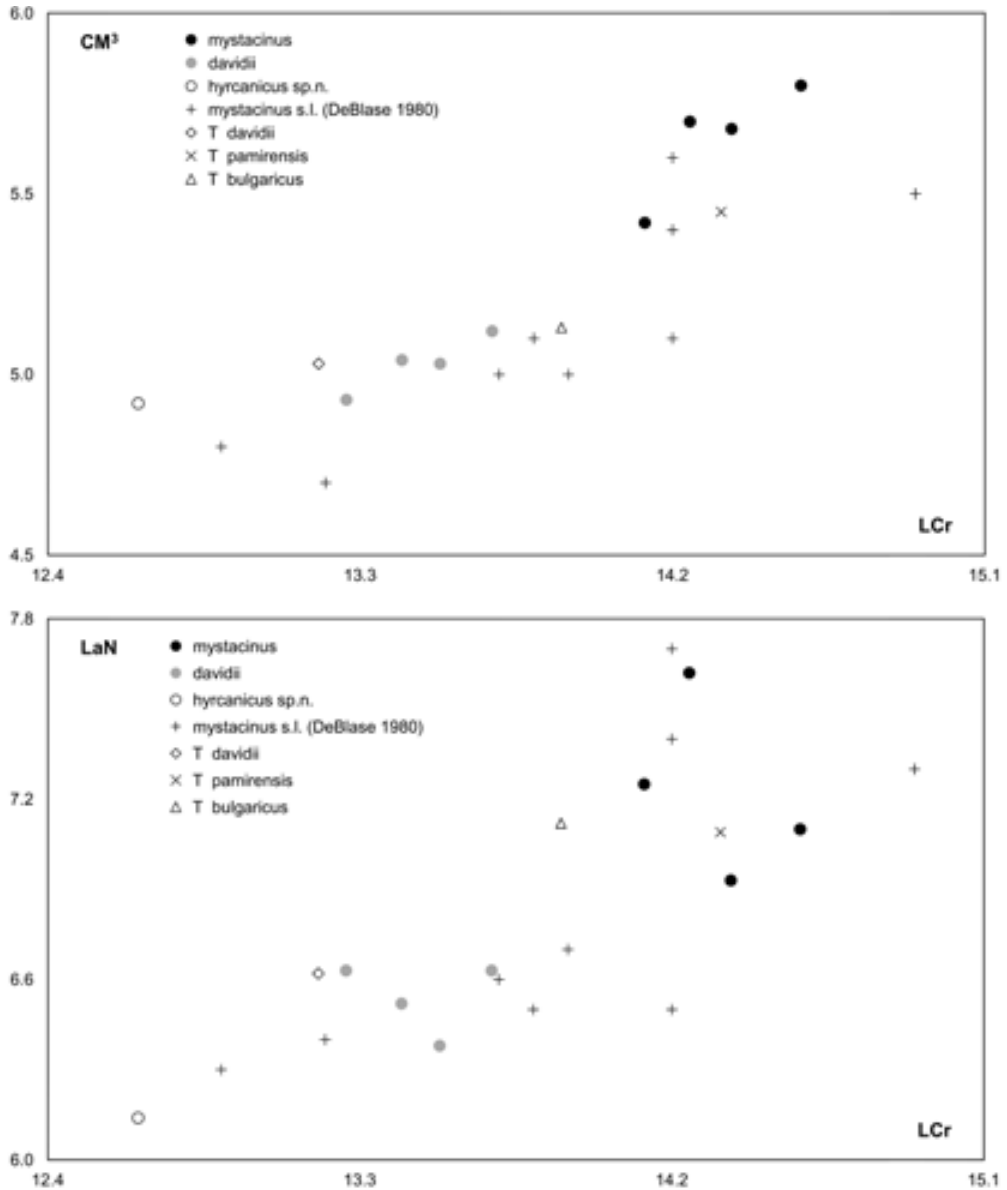 6.0
CM³
mystacinus
davidii
hyrcanicus sp.n.
mystacinus s.l. (DeBlase 1980)
T davidii
T pamirensis
T bulgaricus
5.5
5.0
LCr
4.5
12.4 13.3 14.2 15.1
7.8
LaN
mystacinus
davidii
hyrcanicus sp.n.
mystacinus s.l. (DeBlase 1980)
T davidii
T pamirensis
T bulgaricus
7.2
6.6
LCr
6.0
12.4 13.3 14.2 15.1